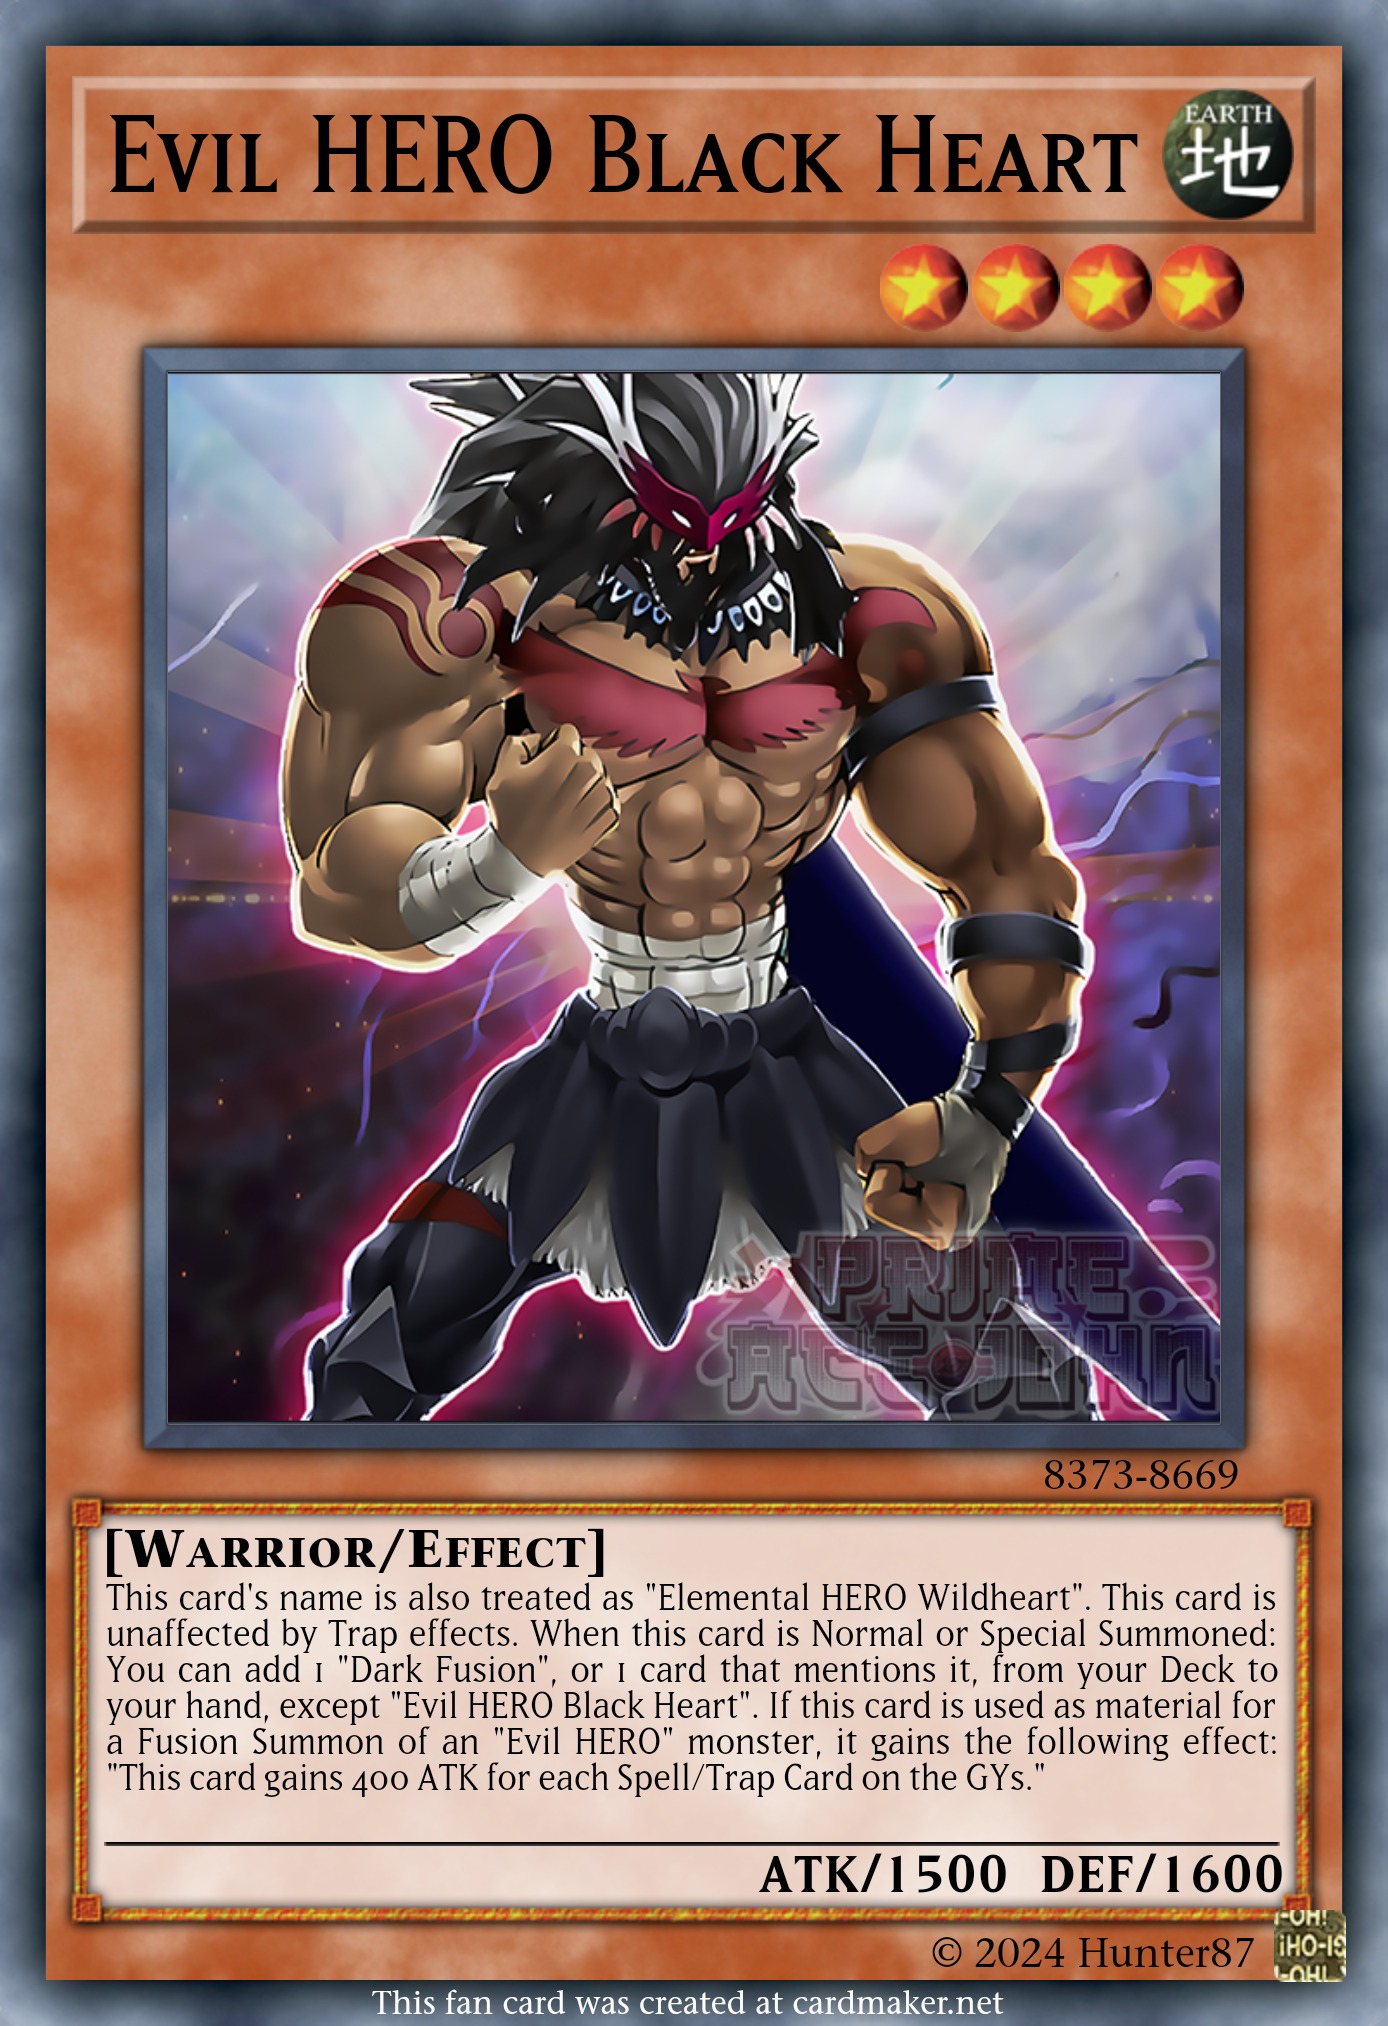 Evil HERO Black Heart
EARTH
地
PRIME
ACE JOHN
8373-8669
[Warrior/Effect]
This card's name is also treated as "Elemental HERO Wildheart". This card is
unaffected by Trap effects. When this card is Normal or Special Summoned:
You can add 1 "Dark Fusion", or 1 card that mentions it, from your Deck to
your hand, except "Evil HERO Black Heart". If this card is used as material for
a Fusion Summon of an "Evil HERO" monster, it gains the following effect:
"This card gains 400 ATK for each Spell/Trap Card on the GYs."
ATK/1500 DEF/1600
© 2024 Hunter87
This fan card was created at cardmaker.net